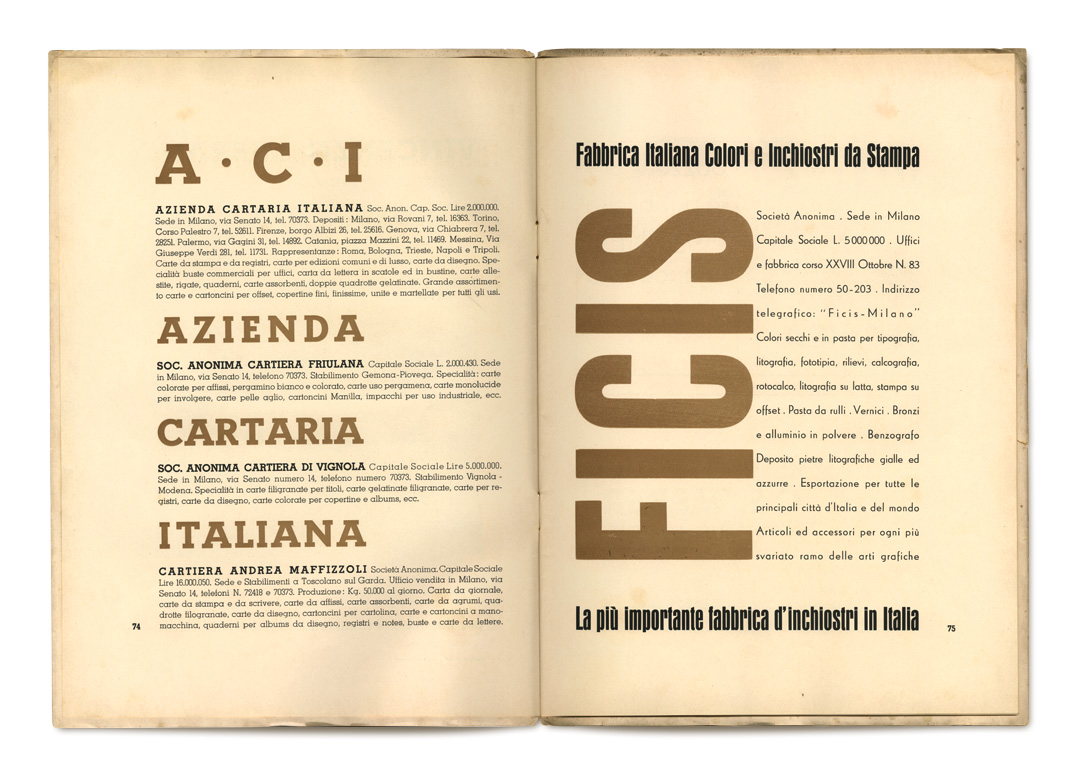 A · C · I
AZIENDA CARTARIA ITALIANA Soc. Anon. Cap. Soc. Lire 2.000.000.
Sede in Milano, via Senato 14, tel. 70373. Depositi: Milano, via Rovani 7, tel. 16363. Torino,
Corso Palestro 7, tel. 52611. Firenze, borgo Albizi 26, tel. 25616. Genova, via Chiabrera 7, tel.
28251. Palermo, via Gagini 31, tel. 14892. Catania, piazza Mazzini 22, tel. 11469. Messina, Via
Giuseppe Verdi 281, tel. 11731. Rappresentanze: Roma, Bologna, Trieste, Napoli e Tripoli.
Carte da stampa e da registri, carte per edizioni comuni e di lusso, carte da disegno. Spe-
cialità buste commerciali per uffici, carta da lettera in scatole ed in bustine, carte alle-
stite, rigate, quaderni, carte assorbenti, doppie quadrotte gelatinate. Grande assortimen-
to carte e cartoncini per offset, copertine fini, finissime, unite e martellate per tutti gli usi.
AZIENDA
SOC. ANONIMA CARTIERA FRIULANA Capitale Sociale L. 2.000.430. Sede
in Milano, via Senato 14, telefono 70373. Stabilimento Gemona-Piovega. Specialità: carte
colorate per affissi, pergamino bianco e colorato, carte uso pergamena, carte monolucide
per involgere, carte pelle aglio, cartoncini Manilla, impacchi per uso industriale, ecc.
CARTARIA
SOC. ANONIMA CARTIERA DI VIGNOLA Capitale Sociale Lire 5.000.000.
Sede in Milano, via Senato numero 14, telefono numero 70373. Stabilimento Vignola -
Modena. Specialità in carte filigranate per titoli, carte gelatinate filigranate, carte per re-
gistri, carte da disegno, carte colorate per copertine e albums, ecc.
ITALIANA
CARTIERA ANDREA MAFFIZZOLI Società Anonima. Capitale Sociale
Lire 16.000.050. Sede e Stabilimenti a Toscolano sul Garda. Ufficio vendita in Milano, via
Senato 14, telefoni N. 72418 e 70373. Produzione: Kg. 50.000 al giorno. Carta da giornale,
carte da stampa e da scrivere, carte da affissi, carte assorbenti, carte da agrumi, qua-
drotte filogranate, carte da disegno, cartoncini per cartolina, carte e cartoncini a mano-
macchina, quaderni per albums da disegno, registri e notes, buste e carte da lettere.
74
Fabbrica Italiana Colori e Inchiostri da Stampa
FICIS
Società Anonima . Sede in Milano
Capitale Sociale L. 5000000 . Uffici
e fabbrica corso XXVIII Ottobre N. 83
Telefono numero 50-203 . Indirizzo
telegrafico: "Ficis-Milano"
Colori secchi e in pasta per tipografia,
litografia, fototipia, rilievi, calcografia,
rotocalco, litografia su latta, stampa su
offset . Pasta da rulli . Vernici . Bronzi
e alluminio in polvere . Benzografo
Deposito pietre litografiche gialle ed
azzurre . Esportazione per tutte le
principali città d'Italia e del mondo
Articoli ed accessori per ogni più
svariato ramo delle arti grafiche
La più importante fabbrica d'inchiostri in Italia
75